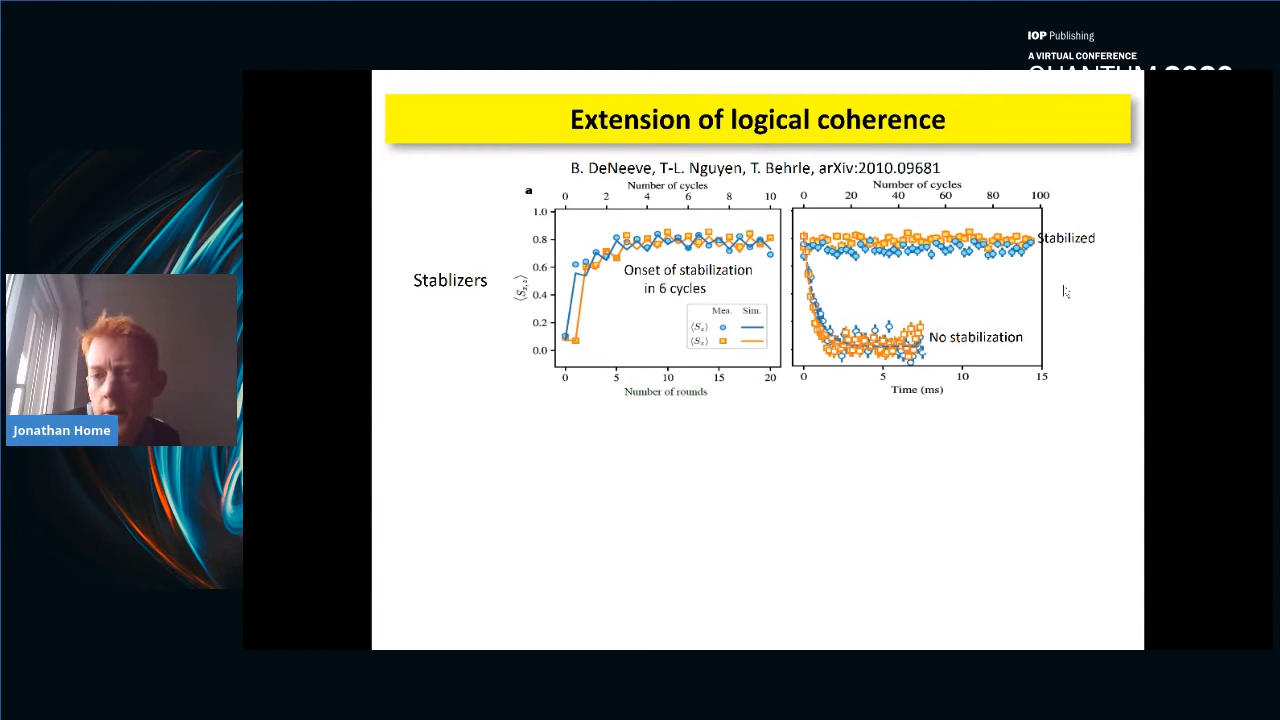 IOP Publishing
A VIRTUAL CONFERENCE
Extension of logical coherence
B. DeNeeve, T-L. Nguyen, T. Behrle, arXiv:2010.09681
a
Number of cycles
0 2 4 6 8 10
1.0
0.8
0.6
0.4
0.2
0.0
⟨Sx,z⟩
Onset of stabilization
in 6 cycles
Mea. Sim.
⟨Sz⟩
⟨Sx⟩
0 5 10 15 20
Number of rounds
Number of cycles
0 20 40 60 80 100
Stabilized
No stabilization
0 5 10 15
Time (ms)
Stablizers
Jonathan Home